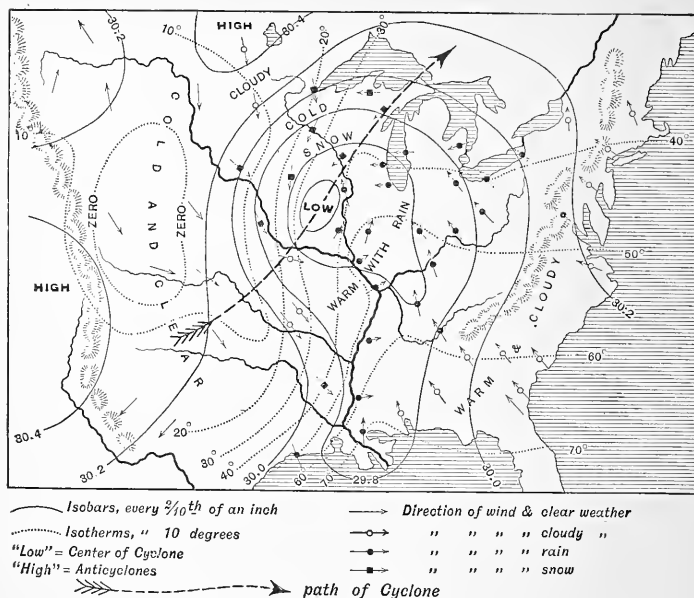 HIGH
30.2
10°
30.4
20°
CLOUDY
COLD
SNOW
10°
COLD AND CLEAR
ZERO
ZERO
LOW
40°
WARM WITH RAIN
50°
HIGH
30.2
WARM & CLOUDY
60°
30.4
20°
30°
40°
30.2
30.0
60
70
29.8
30.0
70°
Isobars, every 2/10th of an inch
Isotherms, " 10 degrees
"Low" = Center of Cyclone
"High" = Anticyclones
Direction of wind & clear weather
" " " " cloudy "
" " " " rain
" " " " snow
path of Cyclone